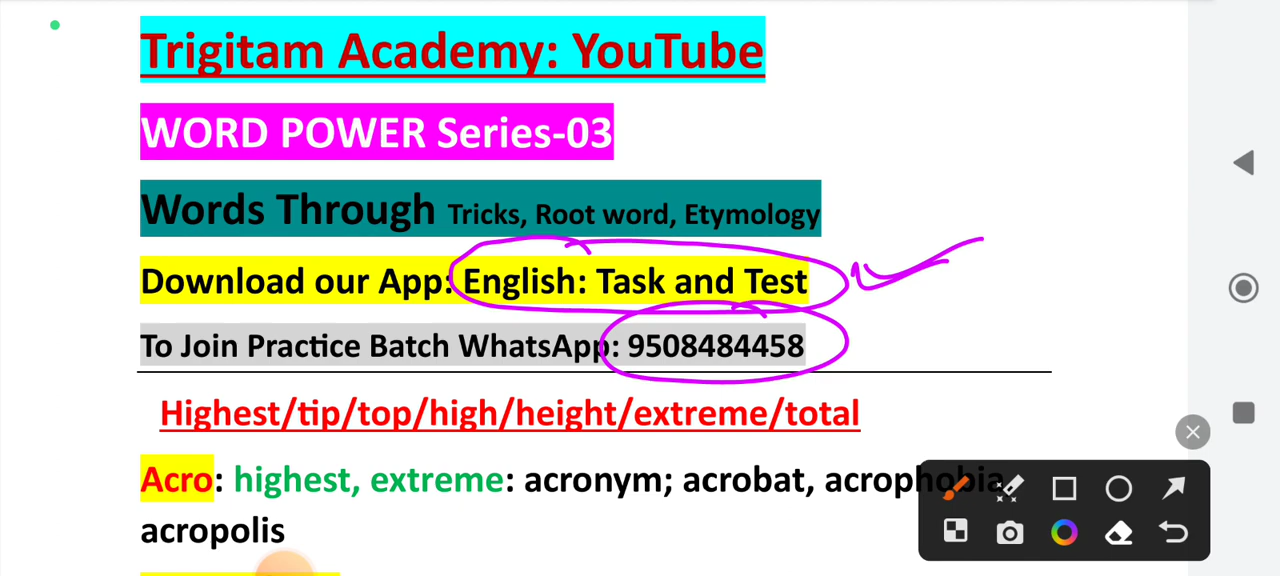 Trigitam Academy: YouTube
WORD POWER Series-03
Words Through Tricks, Root word, Etymology
Download our App: English: Task and Test
To Join Practice Batch WhatsApp: 9508484458
Highest/tip/top/high/height/extreme/total
Acro: highest, extreme: acronym; acrobat, acrophobia
acropolis